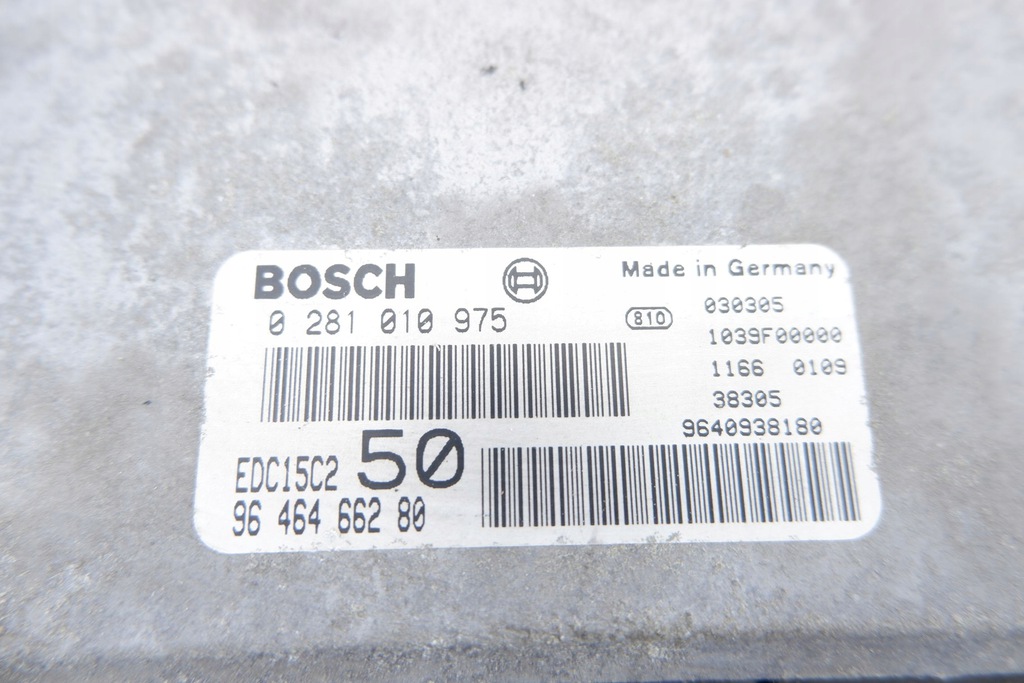 BOSCH
Made in Germany
0 281 010 975
810
030305
1039F00000
1166 0109
38305
9640938180
EDC15C2 50
96 464 662 80